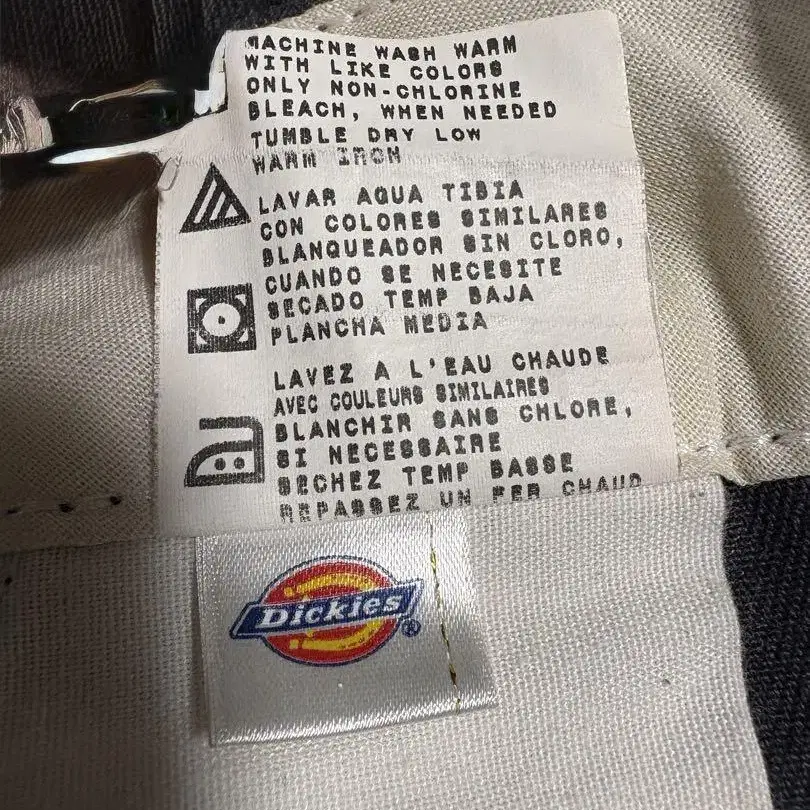 MACHINE WASH WARM
WITH LIKE COLORS
ONLY NON-CHLORINE
BLEACH, WHEN NEEDED
TUMBLE DRY LOW
WARM IRON
LAVAR AQUA TIBIA
CON COLORES SIMILARES
BLANQUEADOR SIN CLORO,
CUANDO SE NECESITE
SECADO TEMP BAJA
PLANCHA MEDIA
LAVEZ A L'EAU CHAUDE
AVEC COULEURS SIMILAIRES
BLANCHIR SANS CHLORE,
SI NECESSAIRE
SECHEZ TEMP BASSE
REPASSEZ UN FER CHAUD
Dickies®